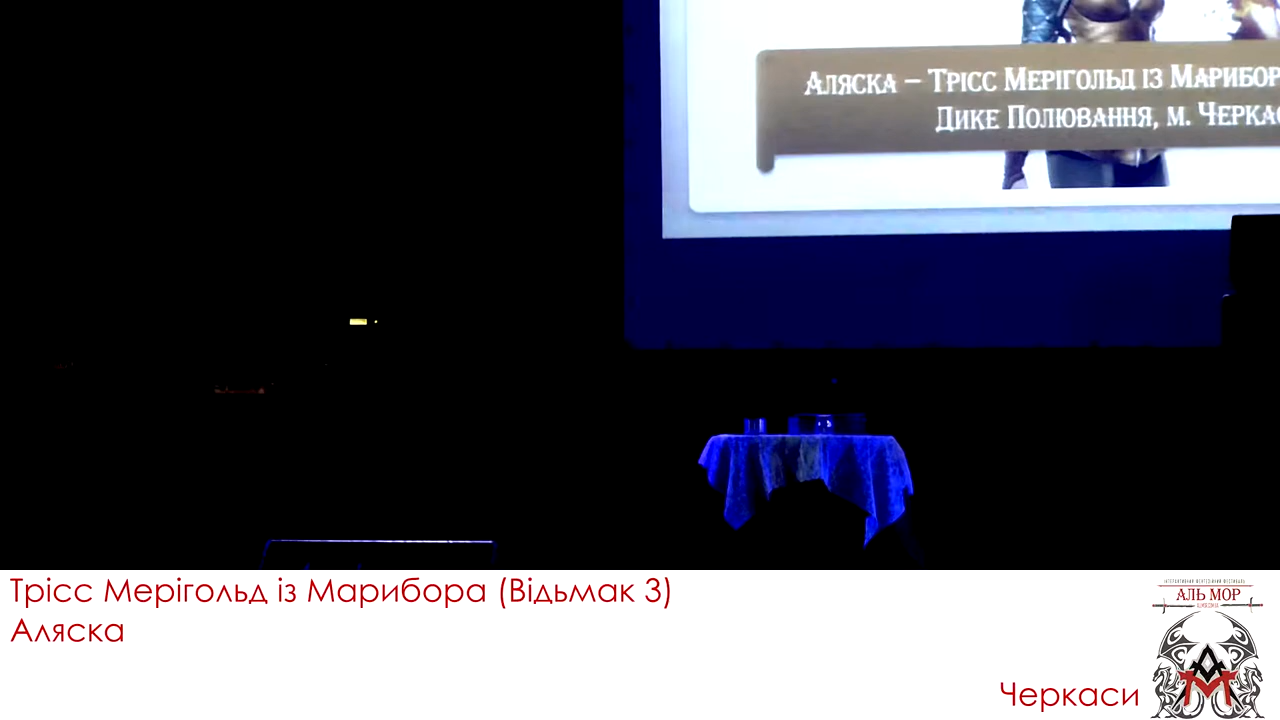 Аляска – Трісс Мерігольд із Марибор
Дике Полювання, м. Черкас
Трісс Мерігольд із Марибора (Відьмак 3)
Аляска
Черкаси
АЛЬ МОР